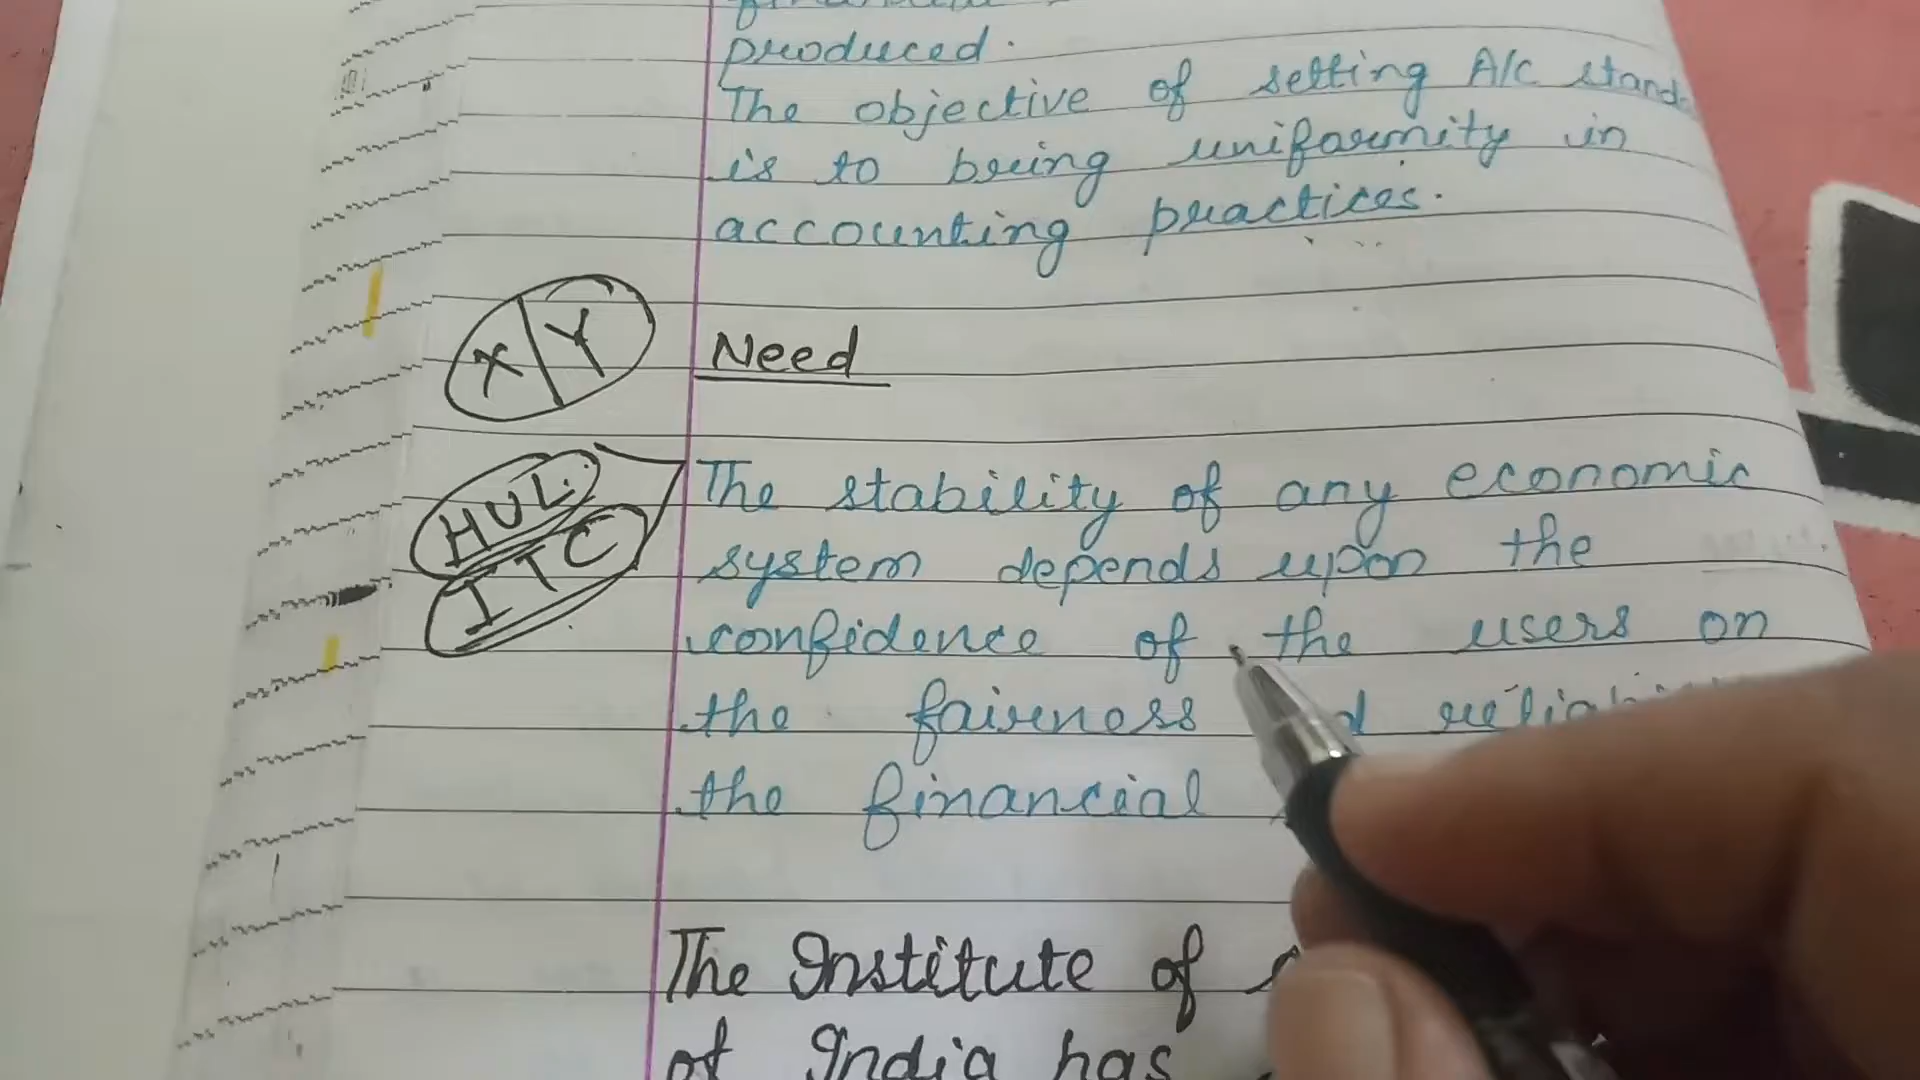 produced.
The objective of setting A/C
is to bring uniformity in
accounting practices.
X/Y
Need
HUL.
ITC
The stability of any economic
system depends upon the
confidence of the users on
the fairness
the financial
The Institute of
of India has